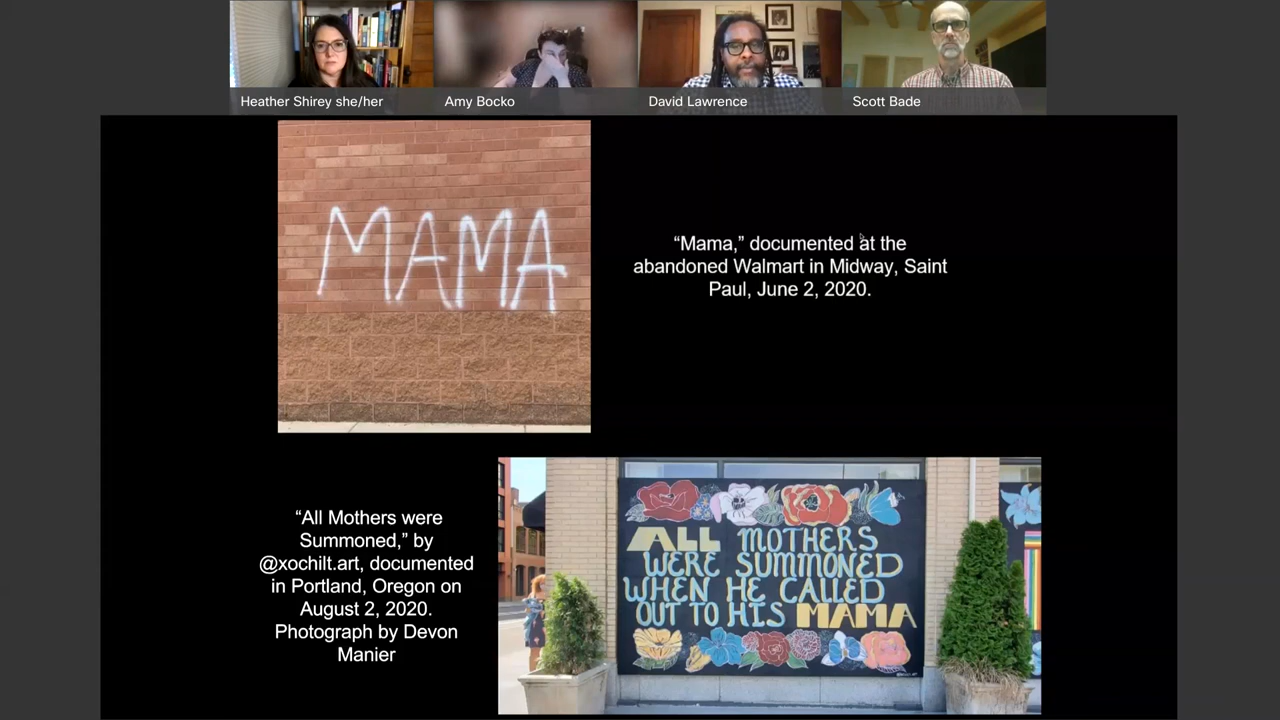 Heather Shirey she/her
Amy Bocko
David Lawrence
Scott Bade
MAMA
“Mama,” documented at the
abandoned Walmart in Midway, Saint
Paul, June 2, 2020.
“All Mothers were
Summoned,” by
@xochilt.art, documented
in Portland, Oregon on
August 2, 2020.
Photograph by Devon
Manier
ALL MOTHERS
WERE SUMMONED
WHEN HE CALLED
OUT TO HIS MAMA